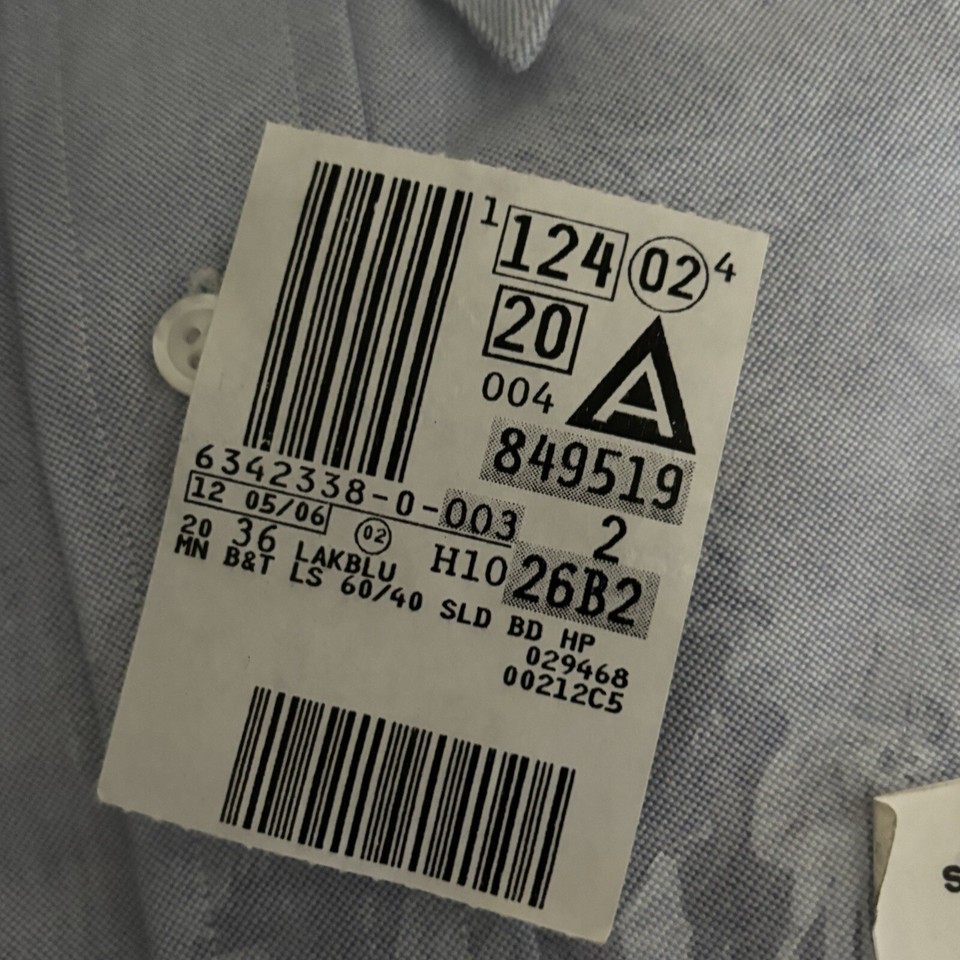 1 124 02 4
20
004 A
849519
6342338-0-003 2
12 05/06 02 H10 26B2
20 36 LAKBLU
MN B&T LS 60/40 SLD BD HP
029468
00212C5
S